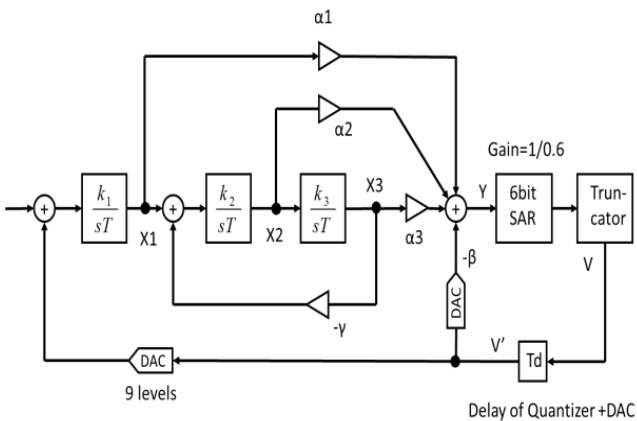 α1
α2
Gain=1/0.6
+
k1
sT
X1
+
k2
sT
X2
k3
sT
X3
α3
+
Y
6bit
SAR
Trun-
cator
-β
V
DAC
-γ
V'
Td
DAC
9 levels
Delay of Quantizer +DAC